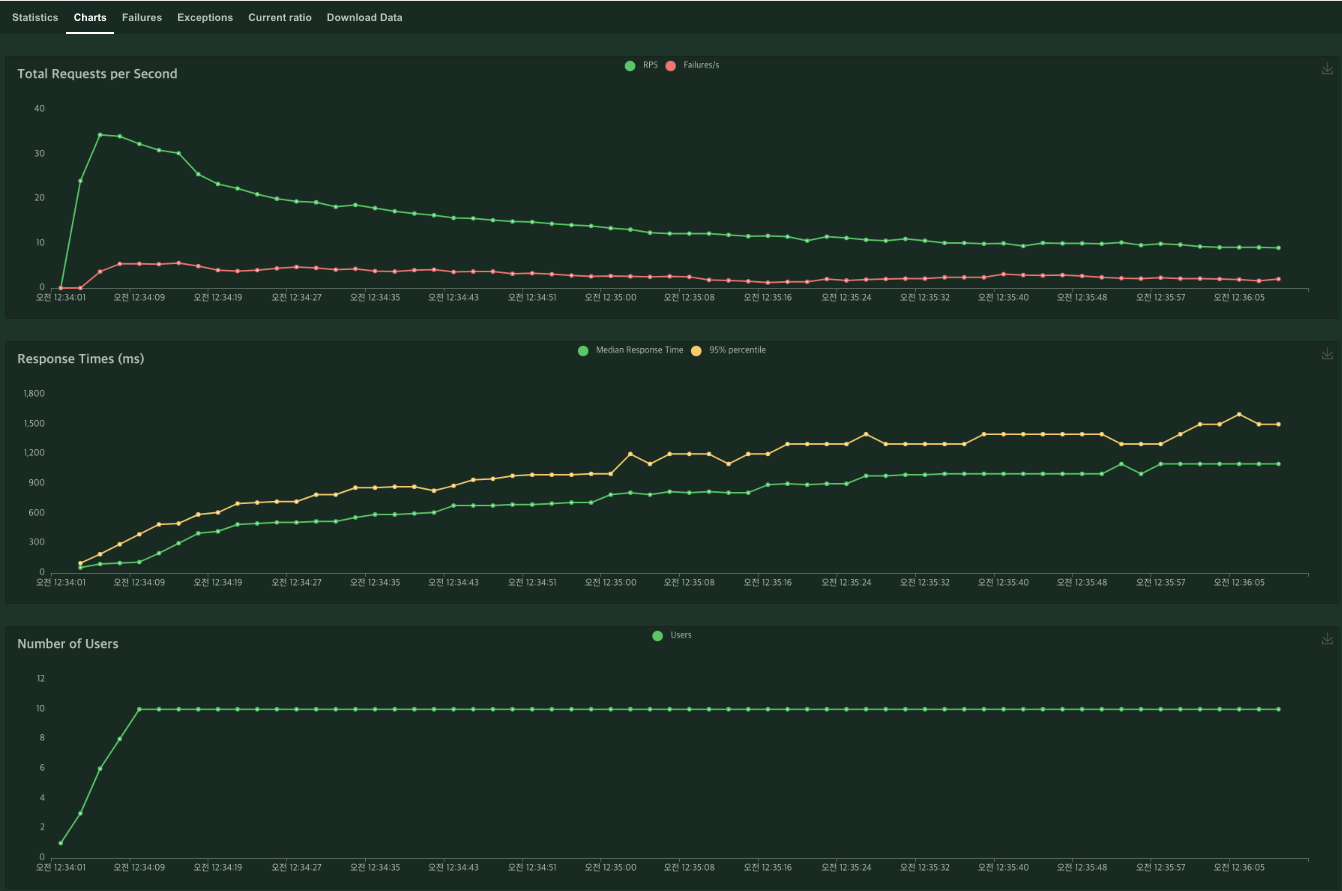 Statistics Charts Failures Exceptions Current ratio Download Data
Total Requests per Second
RPS Failures/s
40
30
20
10
0
오전 12:34:01 오전 12:34:09 오전 12:34:19 오전 12:34:27 오전 12:34:35 오전 12:34:43 오전 12:34:51 오전 12:35:00 오전 12:35:08 오전 12:35:16 오전 12:35:24 오전 12:35:32 오전 12:35:40 오전 12:35:48 오전 12:35:57 오전 12:36:05
Response Times (ms)
Median Response Time 95% percentile
1,800
1,500
1,200
900
600
300
0
오전 12:34:01 오전 12:34:09 오전 12:34:19 오전 12:34:27 오전 12:34:35 오전 12:34:43 오전 12:34:51 오전 12:35:00 오전 12:35:08 오전 12:35:16 오전 12:35:24 오전 12:35:32 오전 12:35:40 오전 12:35:48 오전 12:35:57 오전 12:36:05
Number of Users
Users
12
10
8
6
4
2
0
오전 12:34:01 오전 12:34:09 오전 12:34:19 오전 12:34:27 오전 12:34:35 오전 12:34:43 오전 12:34:51 오전 12:35:00 오전 12:35:08 오전 12:35:16 오전 12:35:24 오전 12:35:32 오전 12:35:40 오전 12:35:48 오전 12:35:57 오전 12:36:05